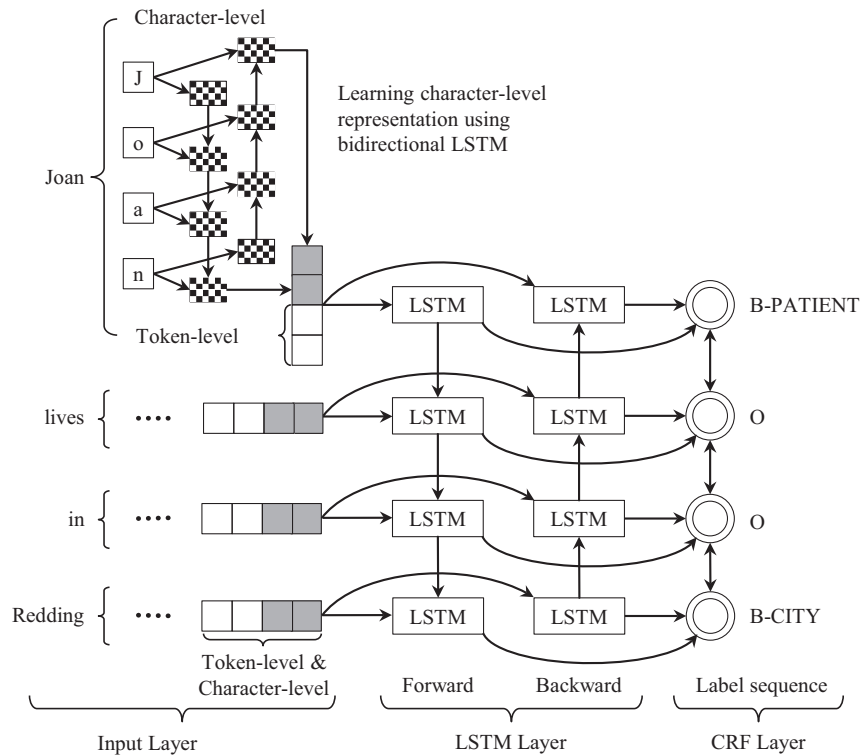 Character-level
J
o
a
n
Joan
Learning character-level
representation using
bidirectional LSTM
Token-level
LSTM LSTM B-PATIENT
lives •••• LSTM LSTM O
in •••• LSTM LSTM O
Redding •••• LSTM LSTM B-CITY
Token-level &
Character-level
Forward Backward Label sequence
Input Layer LSTM Layer CRF Layer